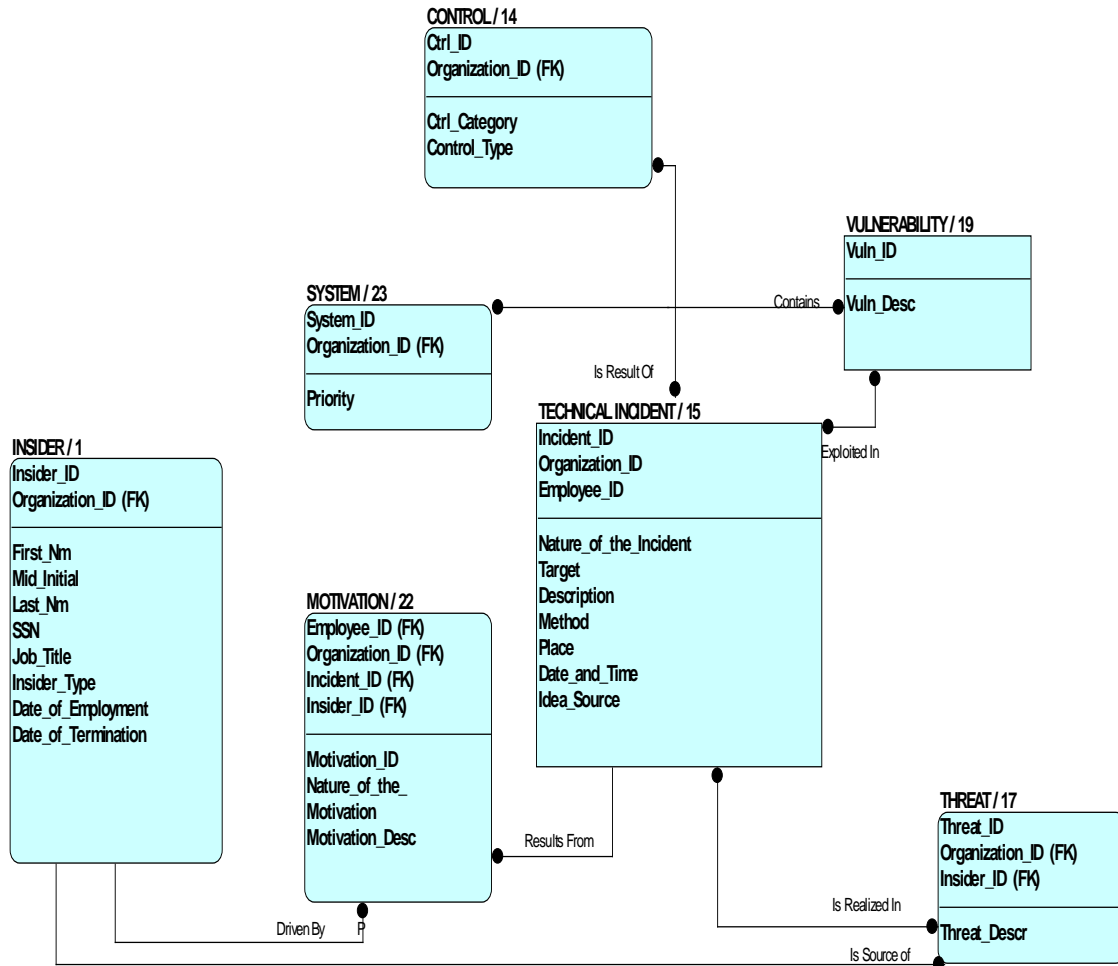 CONTROL / 14
Ctrl_ID
Organization_ID (FK)
Ctrl_Category
Control_Type
VULNERABILITY / 19
Vuln_ID
Vuln_Desc
SYSTEM / 23
System_ID
Organization_ID (FK)
Priority
Contains
Is Result Of
TECHNICAL INCIDENT / 15
Incident_ID
Organization_ID
Employee_ID
Nature_of_the_Incident
Target
Description
Method
Place
Date_and_Time
Idea_Source
Exploited In
INSIDER / 1
Insider_ID
Organization_ID (FK)
First_Nm
Mid_Initial
Last_Nm
SSN
Job_Title
Insider_Type
Date_of_Employment
Date_of_Termination
MOTIVATION / 22
Employee_ID (FK)
Organization_ID (FK)
Incident_ID (FK)
Insider_ID (FK)
Motivation_ID
Nature_of_the_
Motivation
Motivation_Desc
Results From
THREAT / 17
Threat_ID
Organization_ID (FK)
Insider_ID (FK)
Threat_Descr
Is Realized In
Driven By
P
Is Source of